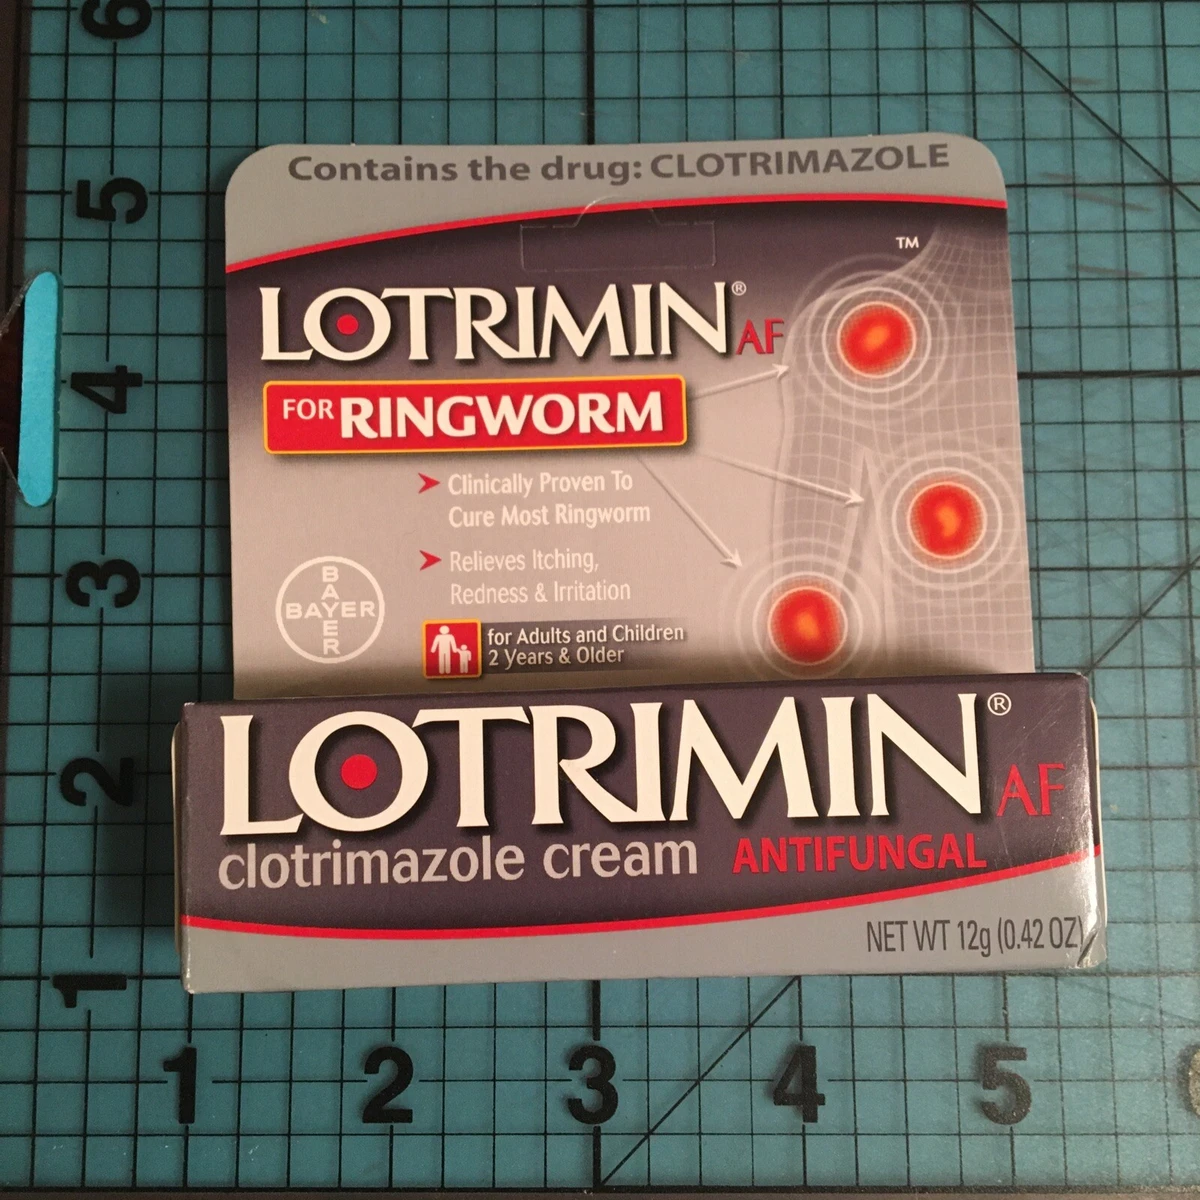 Contains the drug: CLOTRIMAZOLE
™
LOTRIMIN® AF
FOR RINGWORM
Clinically Proven To
Cure Most Ringworm
Relieves Itching,
Redness & Irritation
BAYER
BAYER
for Adults and Children
2 Years & Older
LOTRIMIN® AF
clotrimazole cream ANTIFUNGAL
NET WT 12g (0.42 OZ)
6
5
4
3
2
1
1 2 3 4 5